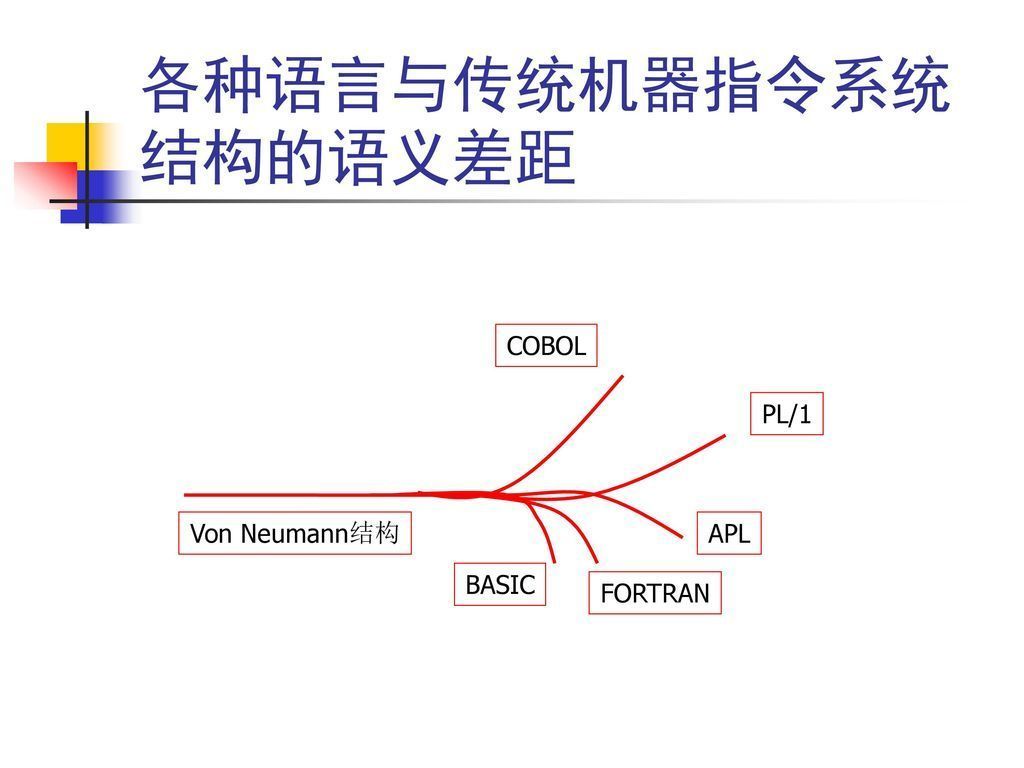 各种语言与传统机器指令系统
结构的语义差距
COBOL
PL/1
Von Neumann结构
APL
BASIC
FORTRAN